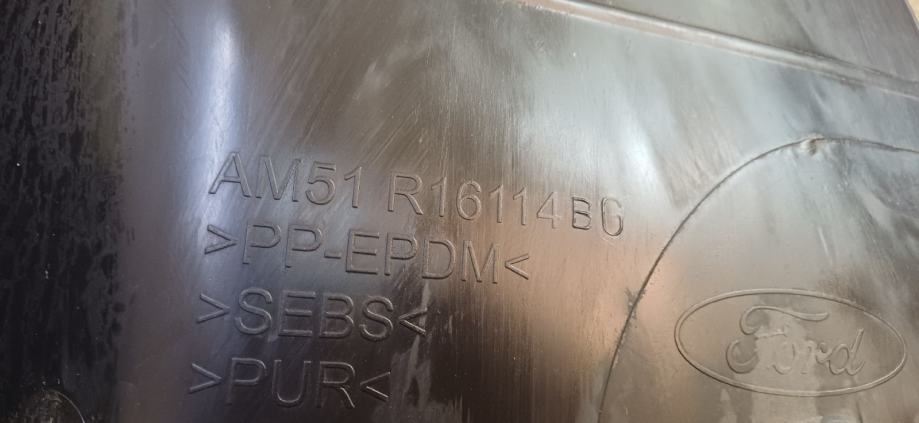 AM51 R16114BG
>PP-EPDM<
>SEBS<
>PUR<
Ford